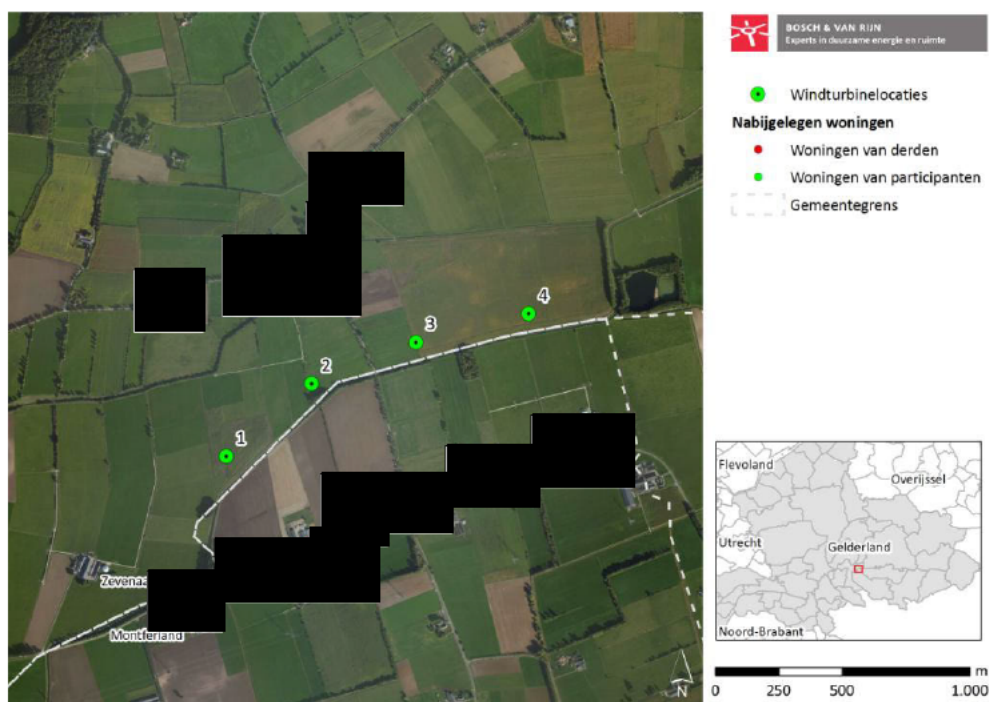 BOSCH & VAN RIJN
Experts in duurzame energie en ruimte
Windturbinelocaties
Nabijgelegen woningen
Woningen van derden
Woningen van participanten
Gemeentegrens
4
3
2
1
Zevenaa
Montferland
N
Flevoland
Overijssel
Utrecht
Gelderland
Noord-Brabant
m
0 250 500 1.000